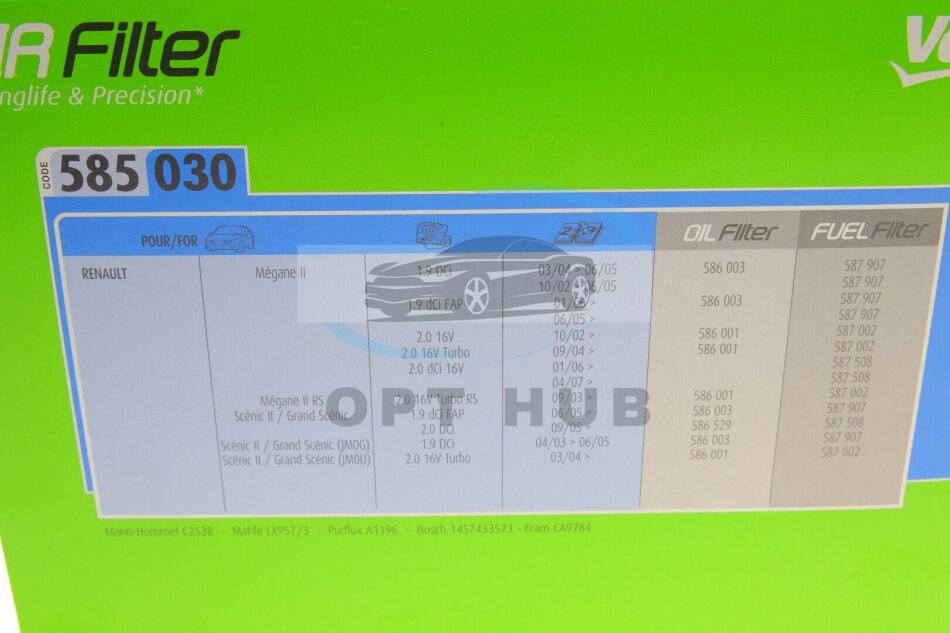 IR Filter
nglife & Precision*
Va
CODE 585 030
POUR/FOR OIL Filter FUEL Filter
RENAULT Mégane II 1.9 DCi 03/04 > 06/05 586 003 587 907
10/02 > 06/05 587 907
1.9 dCi FAP 01/06 > 586 003 587 907
06/05 > 587 907
2.0 16V 10/02 > 586 001 587 002
2.0 16V Turbo 09/04 > 586 001 587 002
2.0 dCi 16V 01/06 > 587 508
04/07 > 587 508
Mégane II RS 2.0 16V Turbo RS 09/03 > 586 001 587 002
Scénic II / Grand Scénic 1.9 dCi FAP 06/05 > 586 003 587 907
2.0 DCi 09/05 > 586 529 587 508
Scénic II / Grand Scénic (JM0G) 1.9 DCi 04/03 > 06/05 586 003 587 907
Scénic II / Grand Scénic (JM0U) 2.0 16V Turbo 03/04 > 586 001 587 002
OPT HUB
Mann-Hummel C2538 - Mahle LX957/3 - Purflux A1196 - Bosch 1457433573 - Fram CA9784